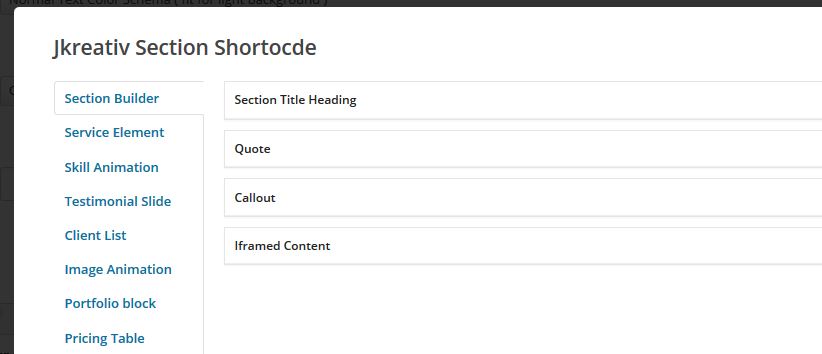 Normal Text Color Schema ( fit for light background )
Jkreativ Section Shortocde
Section Builder
Service Element
Skill Animation
Testimonial Slide
Client List
Image Animation
Portfolio block
Pricing Table
Section Title Heading
Quote
Callout
Iframed Content